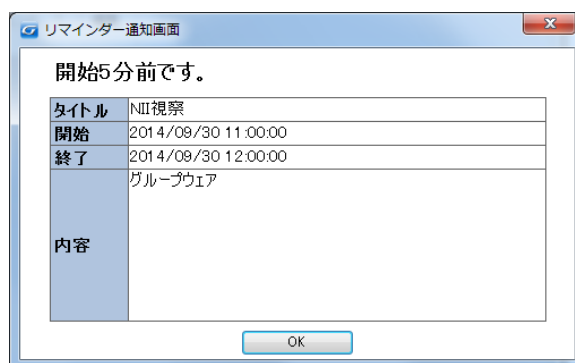 リマインダー通知画面
開始5分前です。
タイトル NII視察
開始 2014/09/30 11:00:00
終了 2014/09/30 12:00:00
内容 グループウェア
OK